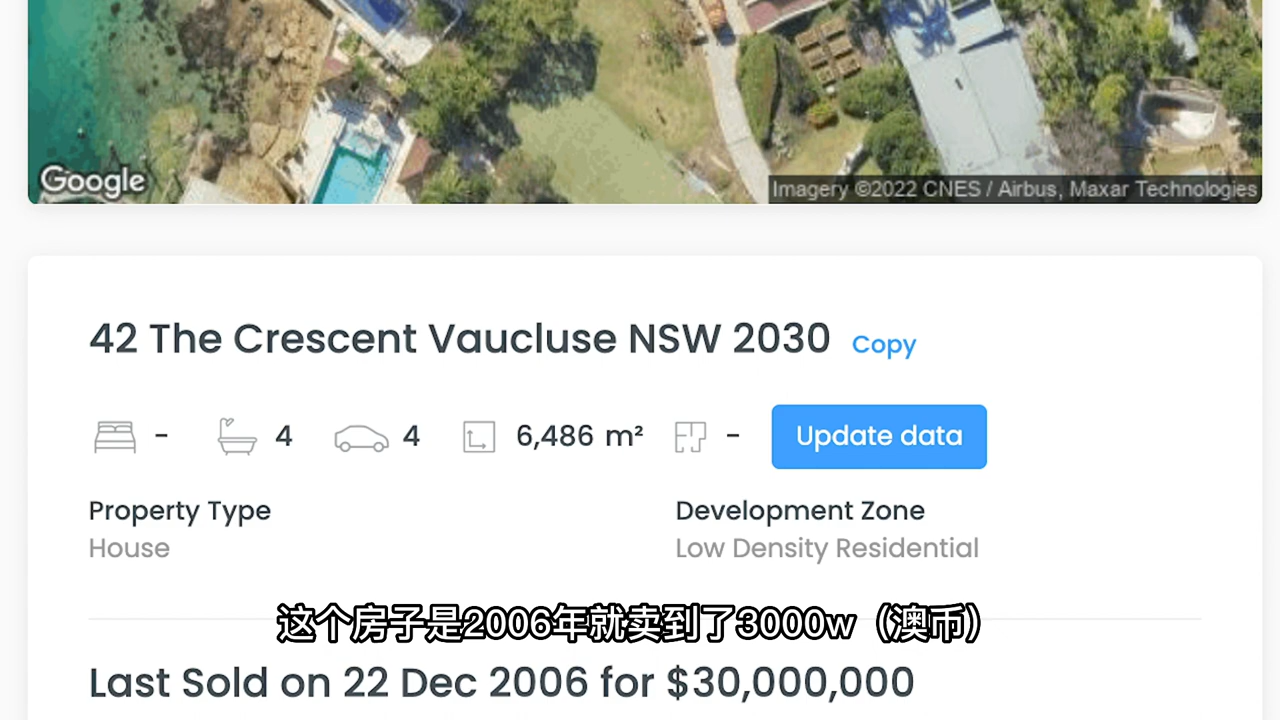 Google
Imagery ©2022 CNES / Airbus, Maxar Technologies
42 The Crescent Vaucluse NSW 2030 Copy
- 4 4 6,486 m² - Update data
Property Type
House
Development Zone
Low Density Residential
这个房子是2006年就卖到了3000w（澳币）
Last Sold on 22 Dec 2006 for $30,000,000